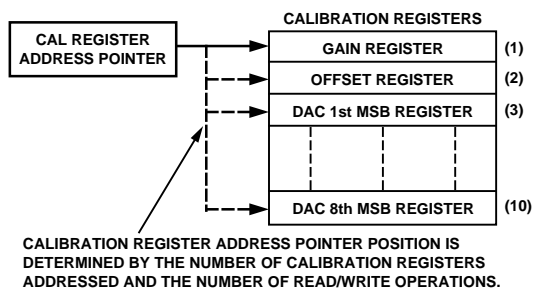 CALIBRATION REGISTERS
CAL REGISTER
ADDRESS POINTER
GAIN REGISTER (1)
OFFSET REGISTER (2)
DAC 1st MSB REGISTER (3)
DAC 8th MSB REGISTER (10)
CALIBRATION REGISTER ADDRESS POINTER POSITION IS
DETERMINED BY THE NUMBER OF CALIBRATION REGISTERS
ADDRESSED AND THE NUMBER OF READ/WRITE OPERATIONS.